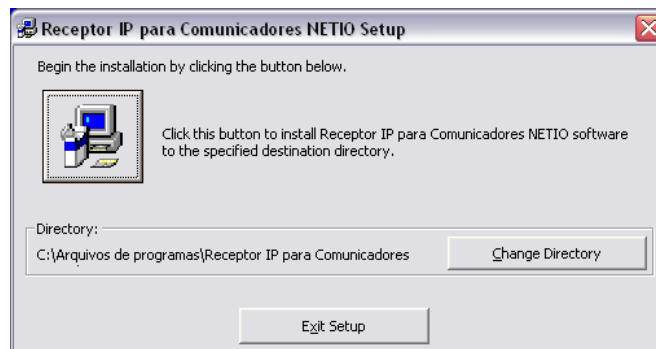 Receptor IP para Comunicadores NETIO Setup
Begin the installation by clicking the button below.
Click this button to install Receptor IP para Comunicadores NETIO software
to the specified destination directory.
Directory:
C:\Arquivos de programas\Receptor IP para Comunicadores
Change Directory
Exit Setup